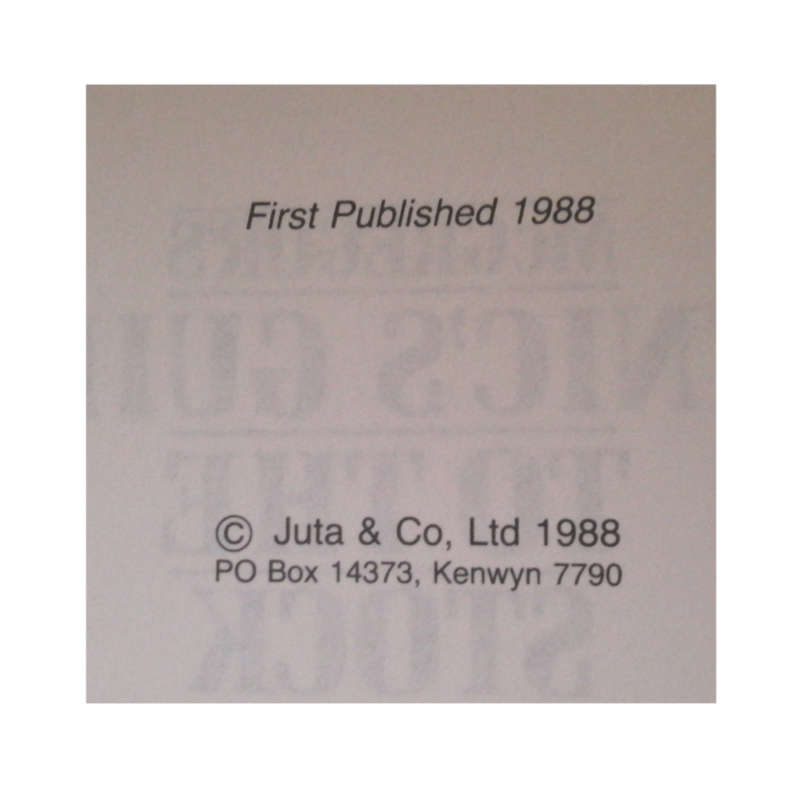 First Published 1988
© Juta & Co, Ltd 1988
PO Box 14373, Kenwyn 7790